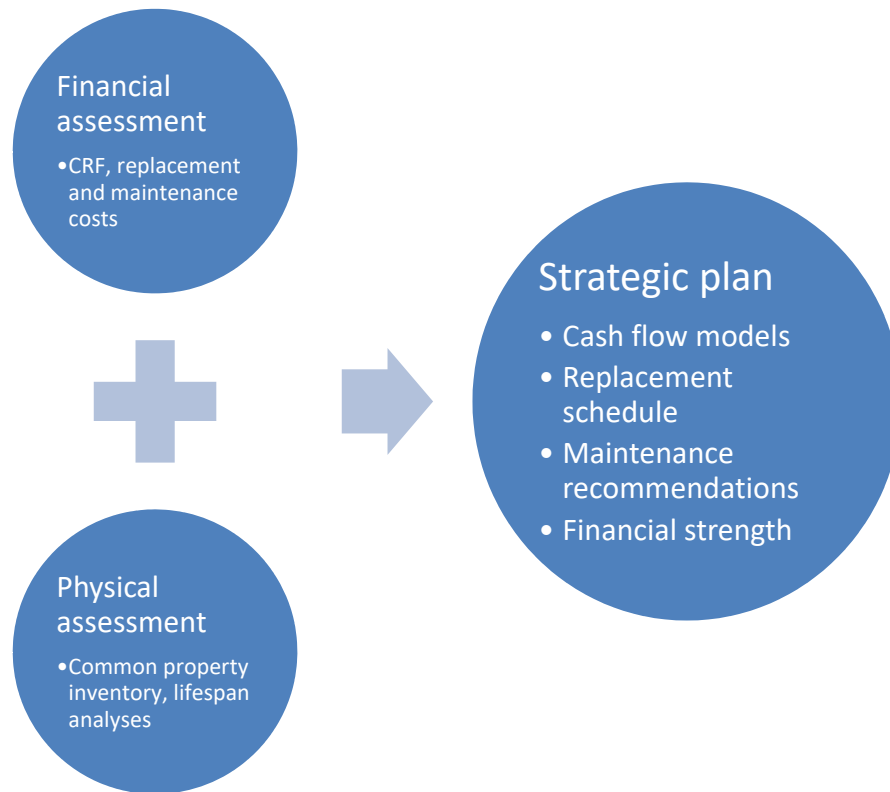 Financial
assessment
•CRF, replacement
and maintenance
costs
Physical
assessment
•Common property
inventory, lifespan
analyses
Strategic plan
• Cash flow models
• Replacement
schedule
• Maintenance
recommendations
• Financial strength